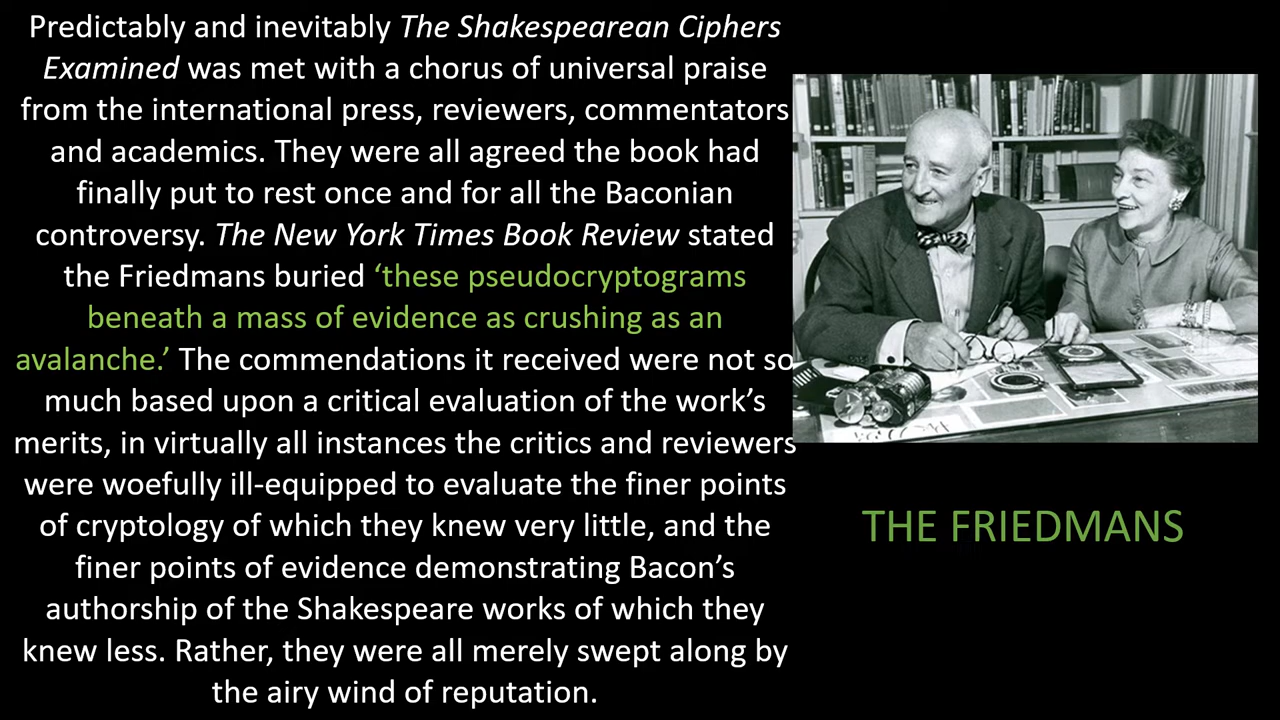 Predictably and inevitably The Shakespearean Ciphers
Examined was met with a chorus of universal praise
from the international press, reviewers, commentators
and academics. They were all agreed the book had
finally put to rest once and for all the Baconian
controversy. The New York Times Book Review stated
the Friedmans buried ‘these pseudocryptograms
beneath a mass of evidence as crushing as an
avalanche.’ The commendations it received were not so
much based upon a critical evaluation of the work’s
merits, in virtually all instances the critics and reviewers
were woefully ill-equipped to evaluate the finer points
of cryptology of which they knew very little, and the
finer points of evidence demonstrating Bacon’s
authorship of the Shakespeare works of which they
knew less. Rather, they were all merely swept along by
the airy wind of reputation.
THE FRIEDMANS